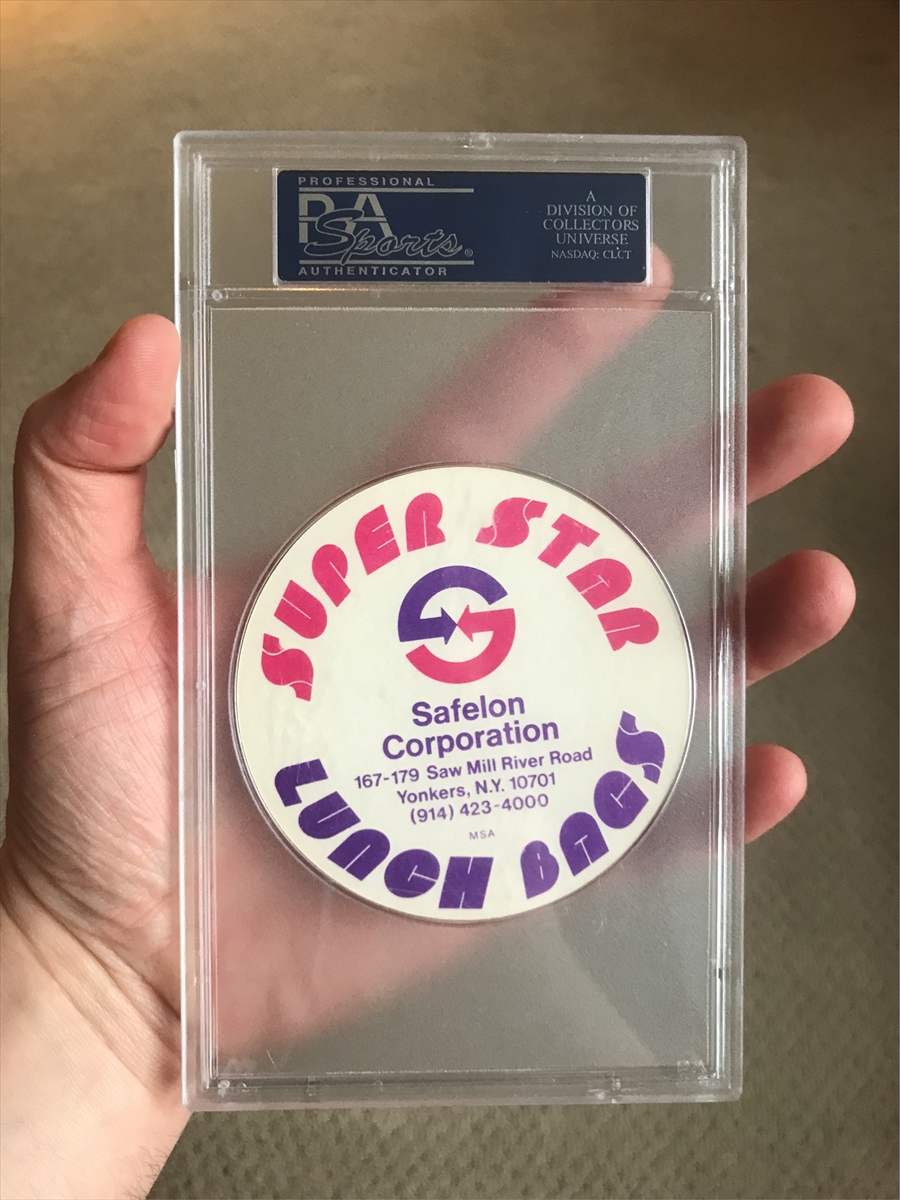 PROFESSIONAL
PSA
Sports®
AUTHENTICATOR
A
DIVISION OF
COLLECTORS
UNIVERSE
NASDAQ: CLCT
SUPER STAR
Safelon
Corporation
167-179 Saw Mill River Road
Yonkers, N.Y. 10701
(914) 423-4000
MSA
LUNCH BAGS